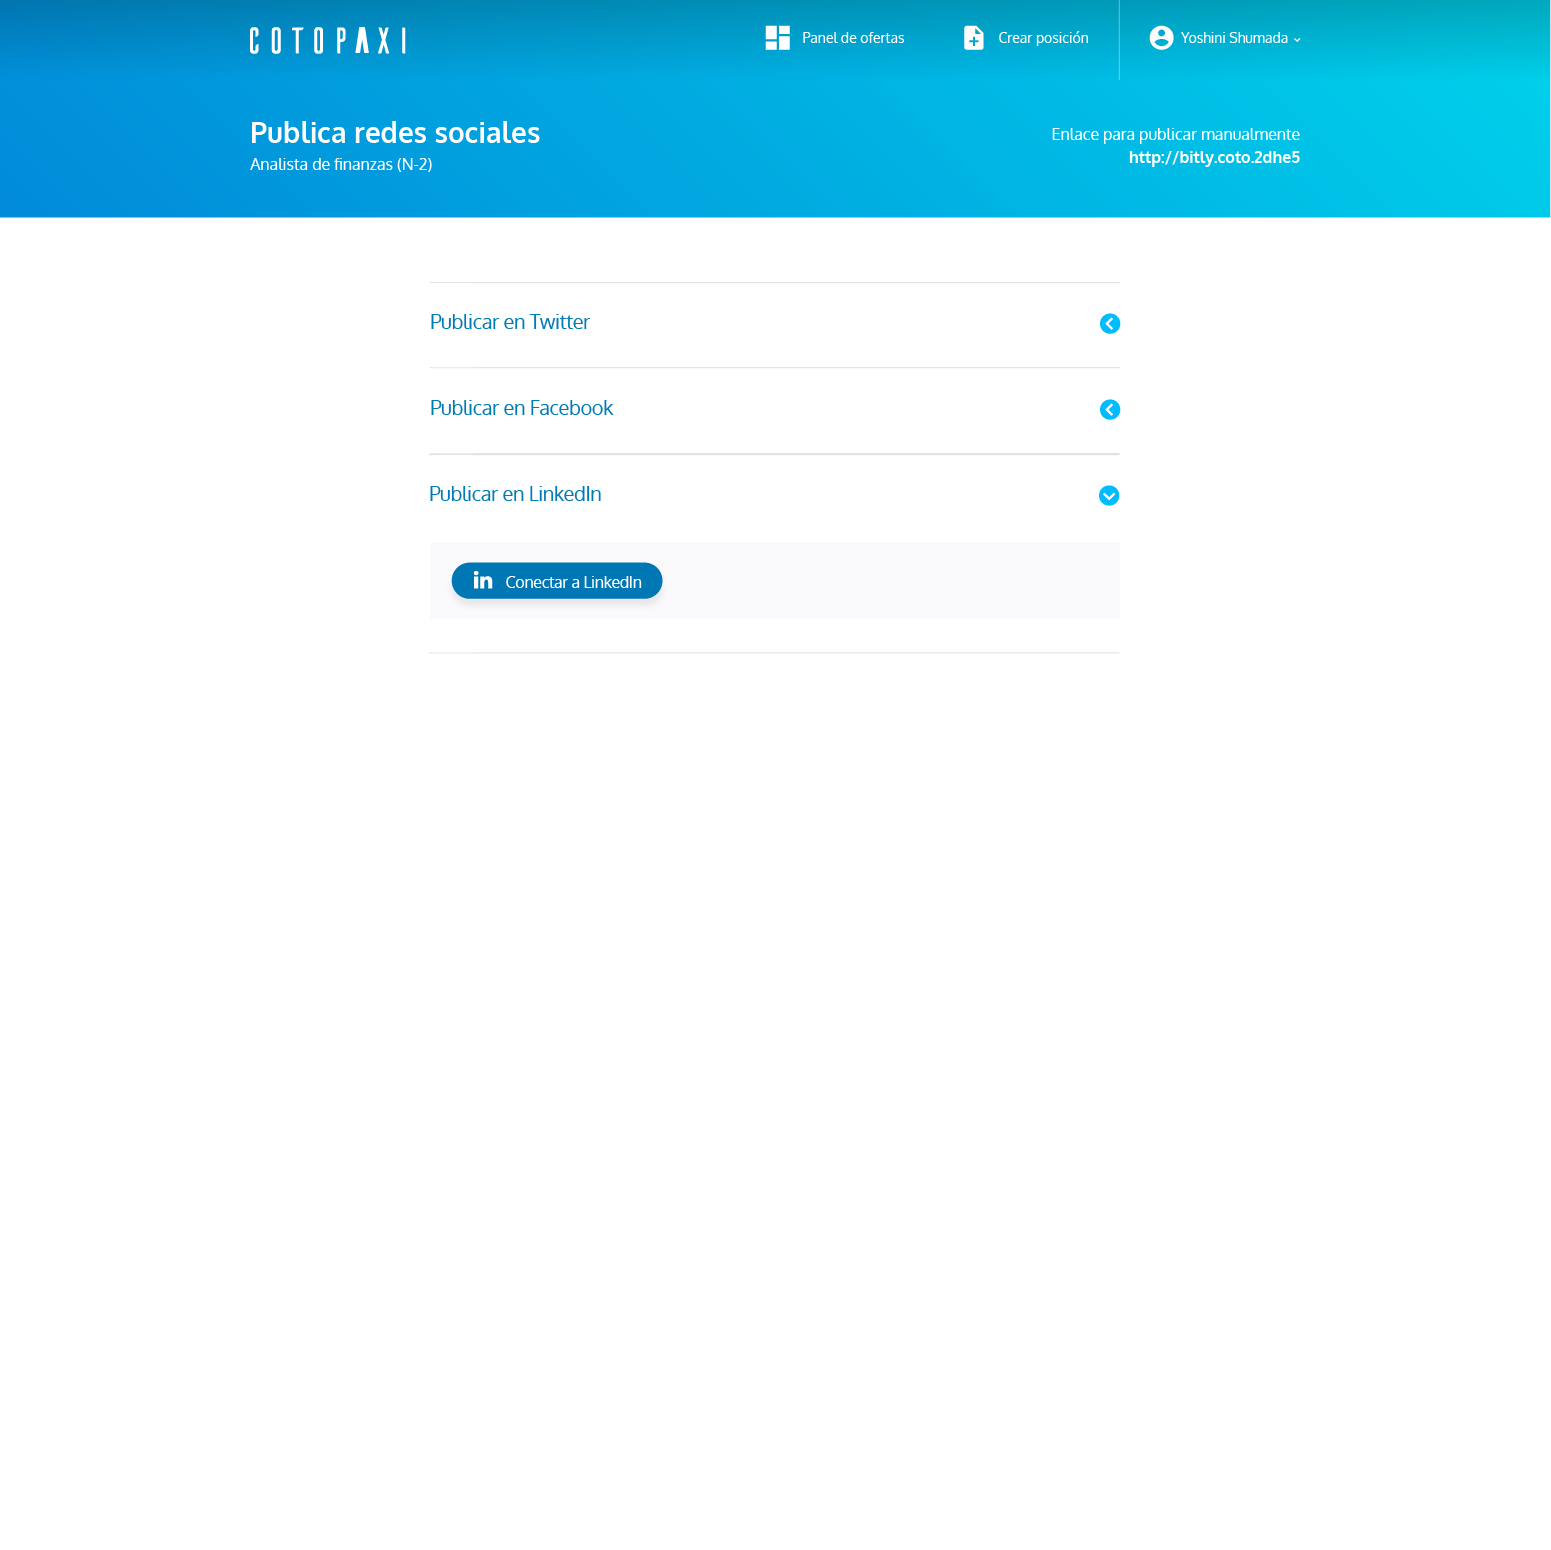 COTOPAXI
Panel de ofertas
Crear posición
Yoshini Shumada
Publica redes sociales
Analista de finanzas (N-2)
Enlace para publicar manualmente
http://bitly.coto.2dhe5
Publicar en Twitter
Publicar en Facebook
Publicar en LinkedIn
in Conectar a LinkedIn